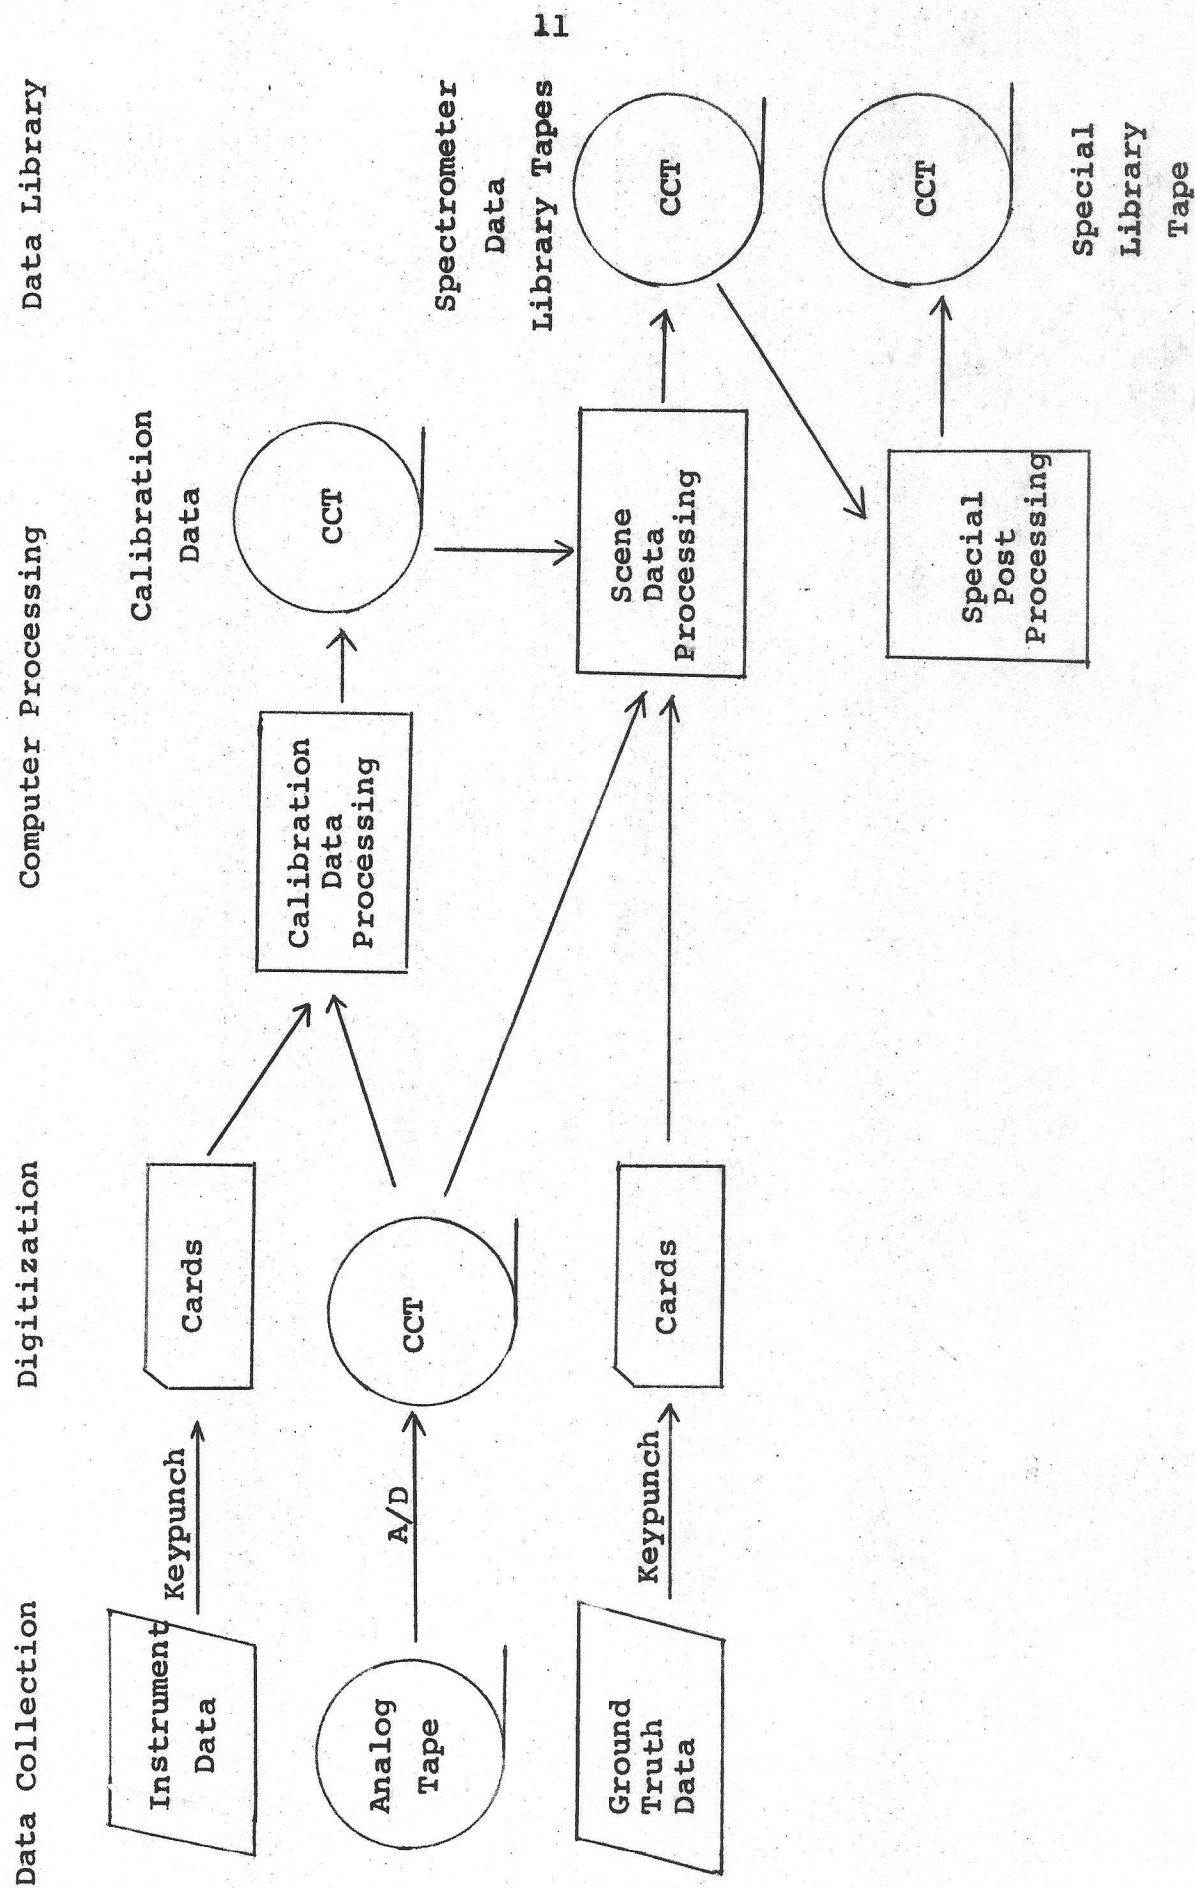 11
Data Collection
Digitization
Computer Processing
Data Library
Instrument
Data
Keypunch
Cards
Calibration
Data
Processing
Calibration
Data
CCT
Analog
Tape
A/D
CCT
Ground
Truth
Data
Keypunch
Cards
Scene
Data
Processing
Spectrometer
Data
Library Tapes
CCT
Special
Post
Processing
CCT
Special
Library
Tape